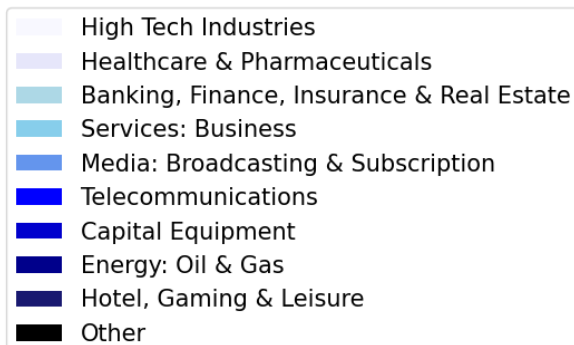 High Tech Industries
Healthcare & Pharmaceuticals
Banking, Finance, Insurance & Real Estate
Services: Business
Media: Broadcasting & Subscription
Telecommunications
Capital Equipment
Energy: Oil & Gas
Hotel, Gaming & Leisure
Other